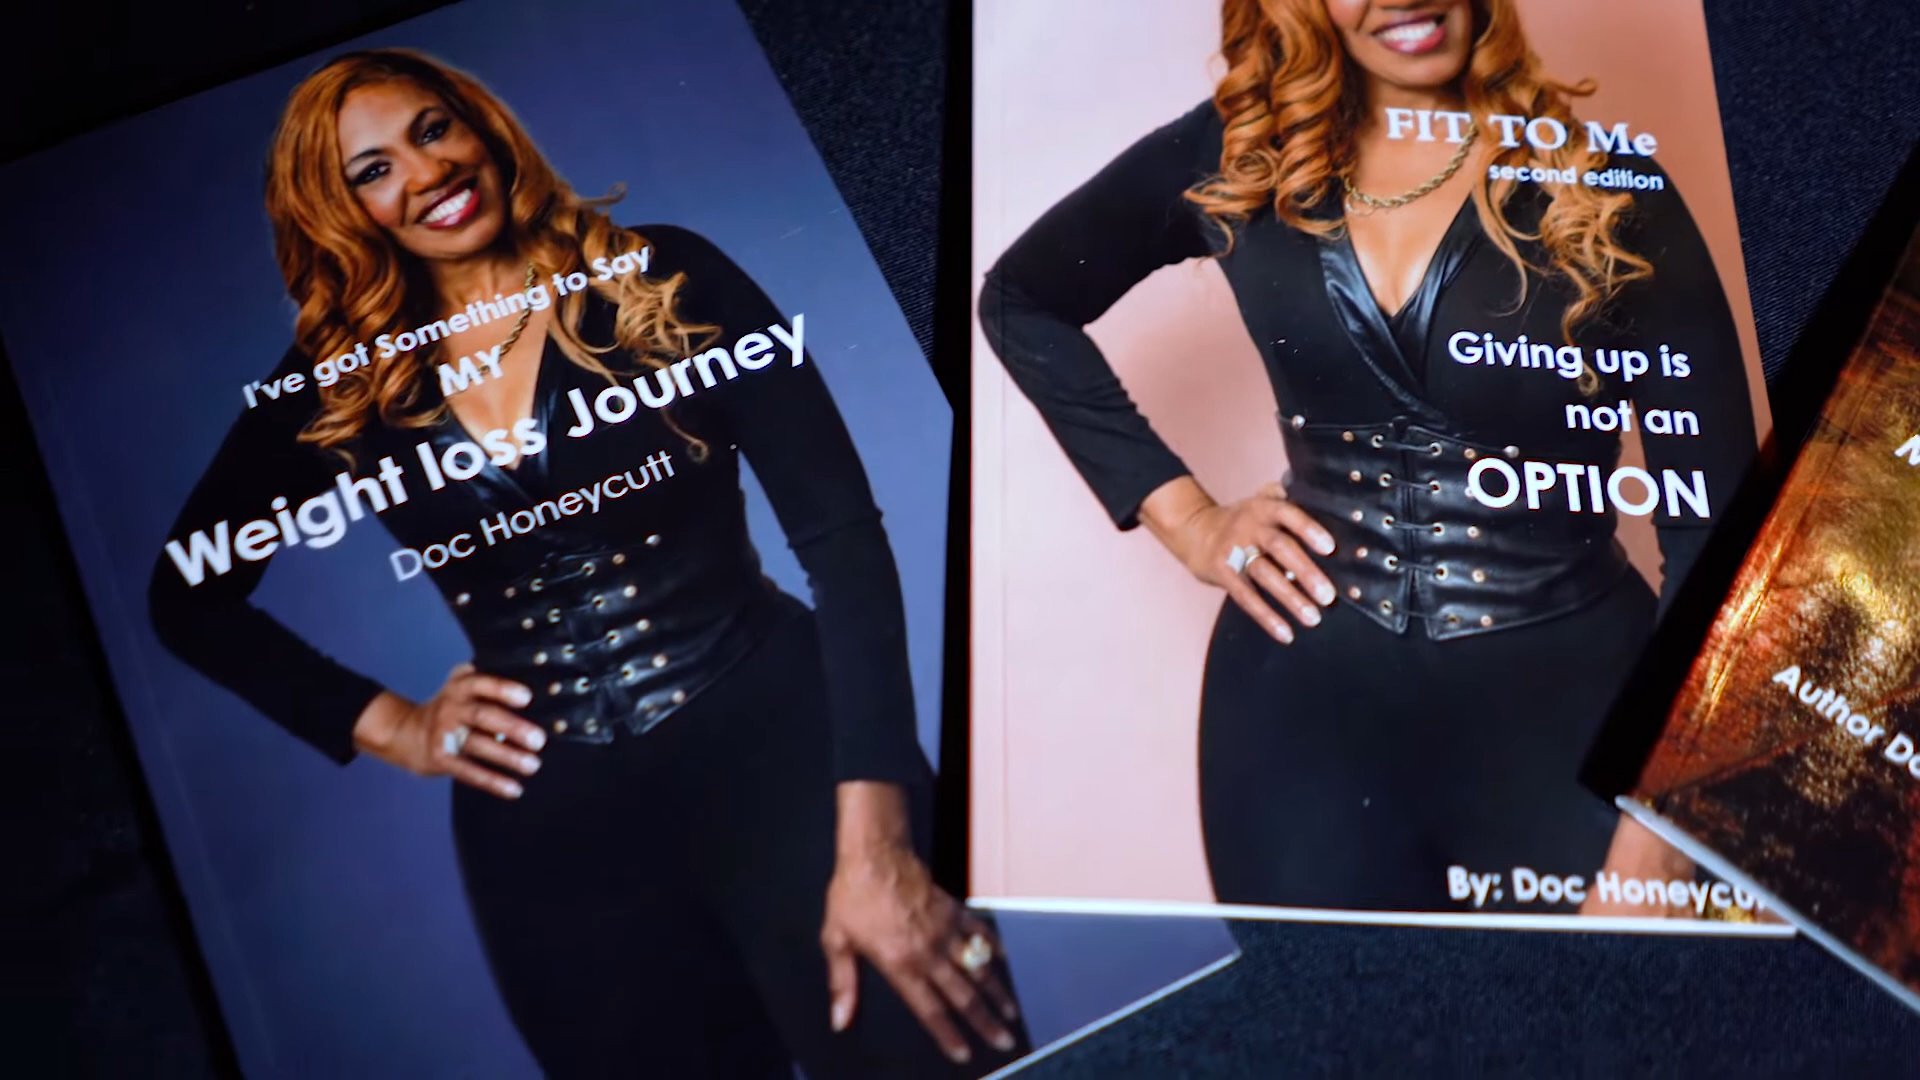 I've got Something to Say
MY
Weight loss Journey
Doc Honeycutt
FIT TO Me
second edition
Giving up is
not an
OPTION
By: Doc
Author